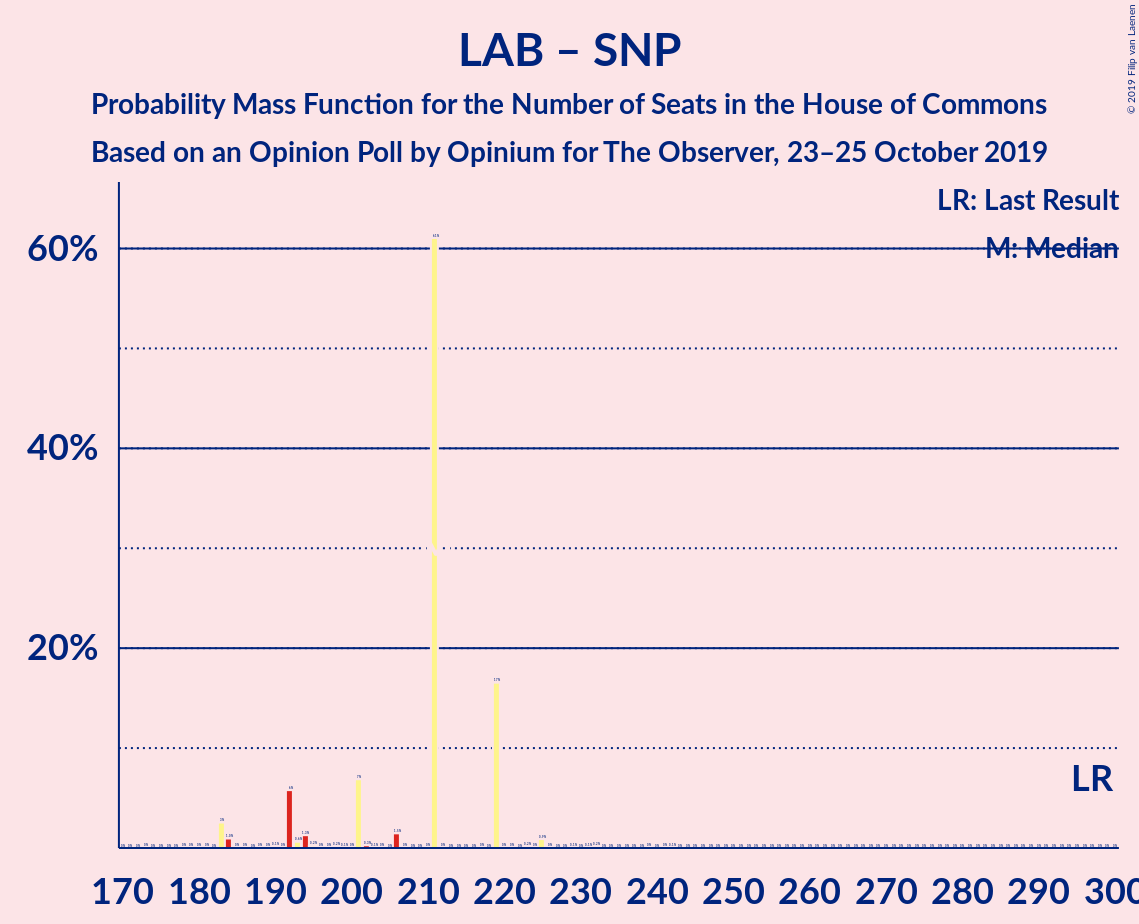 LAB – SNP
Probability Mass Function for the Number of Seats in the House of Commons
Based on an Opinion Poll by Opinium for The Observer, 23–25 October 2019
© 2019 Filip van Laenen
LR: Last Result
M: Median
60%
40%
20%
LR
170 180 190 200 210 220 230 240 250 260 270 280 290 300